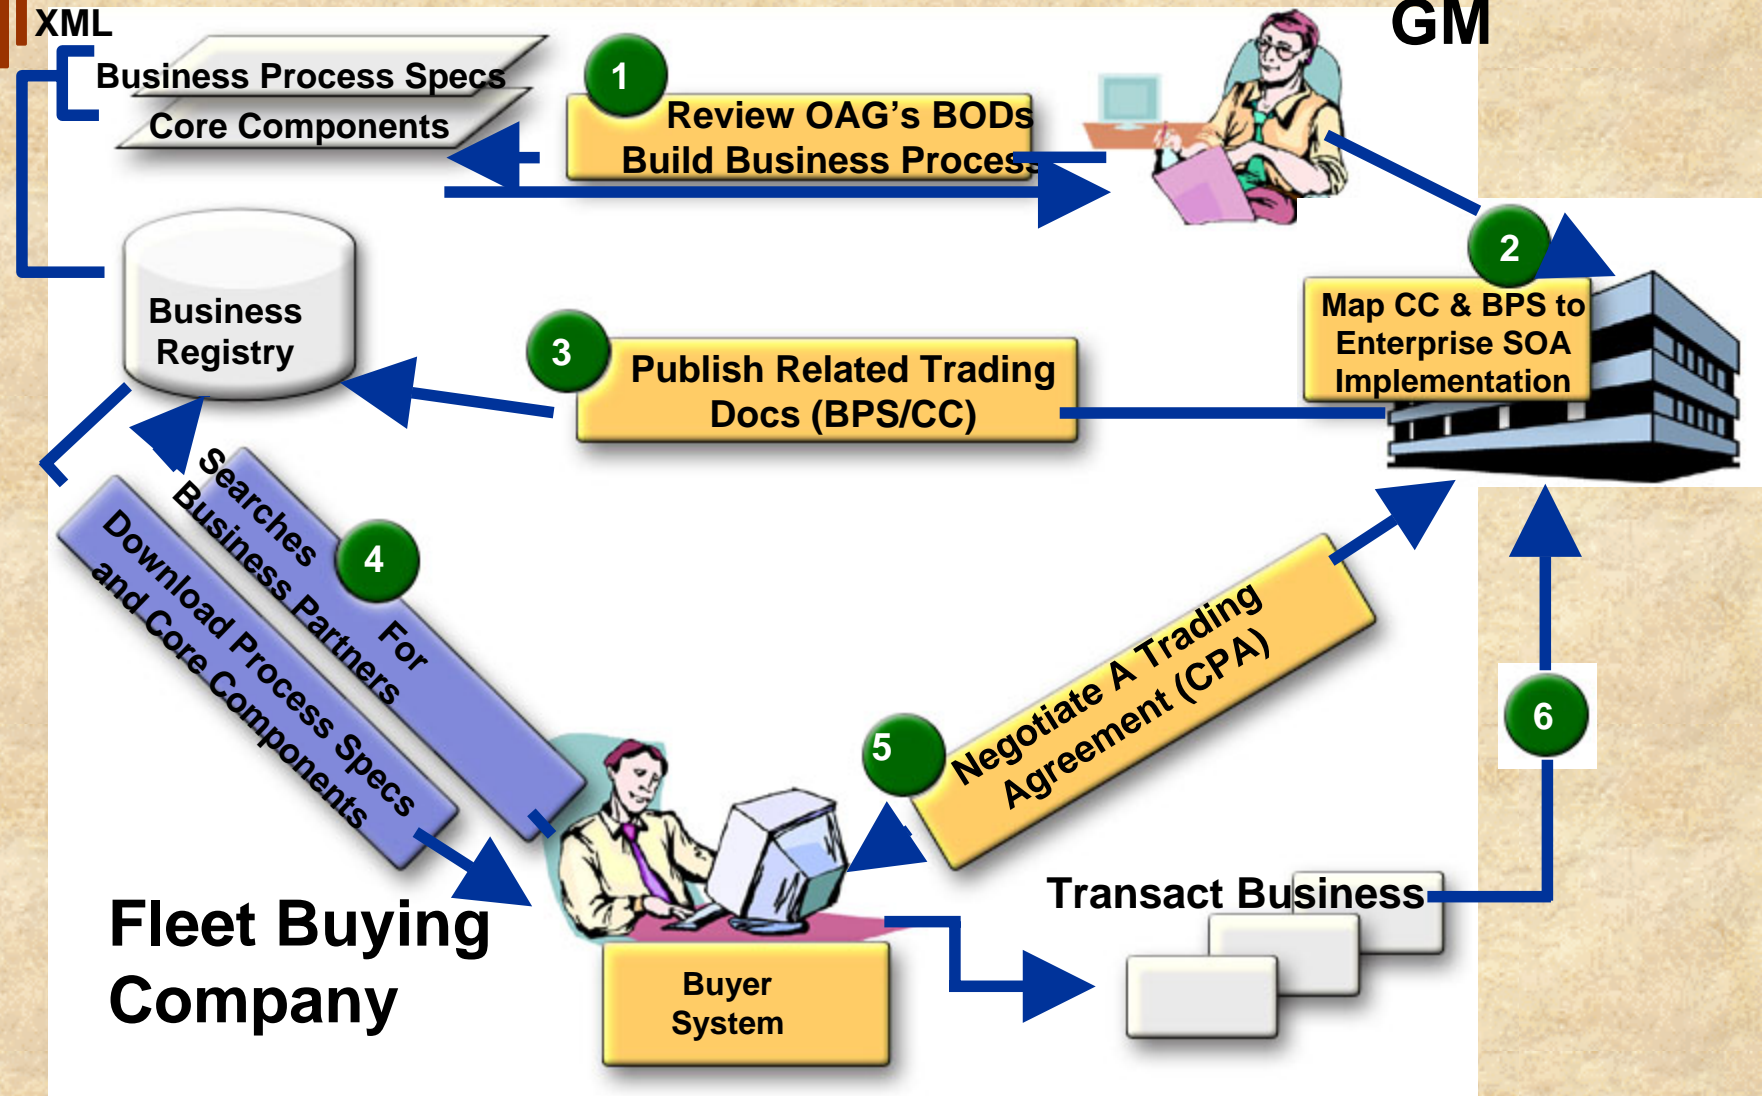 XML
GM
Business Process Specs
Core Components
1
Review OAG's BODs
Build Business Process
2
Map CC & BPS to
Enterprise SOA
Implementation
Business
Registry
3
Publish Related Trading
Docs (BPS/CC)
4
Searches For
Business Partners
Download Process Specs
and Core Components
5
Negotiate A Trading
Agreement (CPA)
6
Transact Business
Fleet Buying
Company
Buyer
System